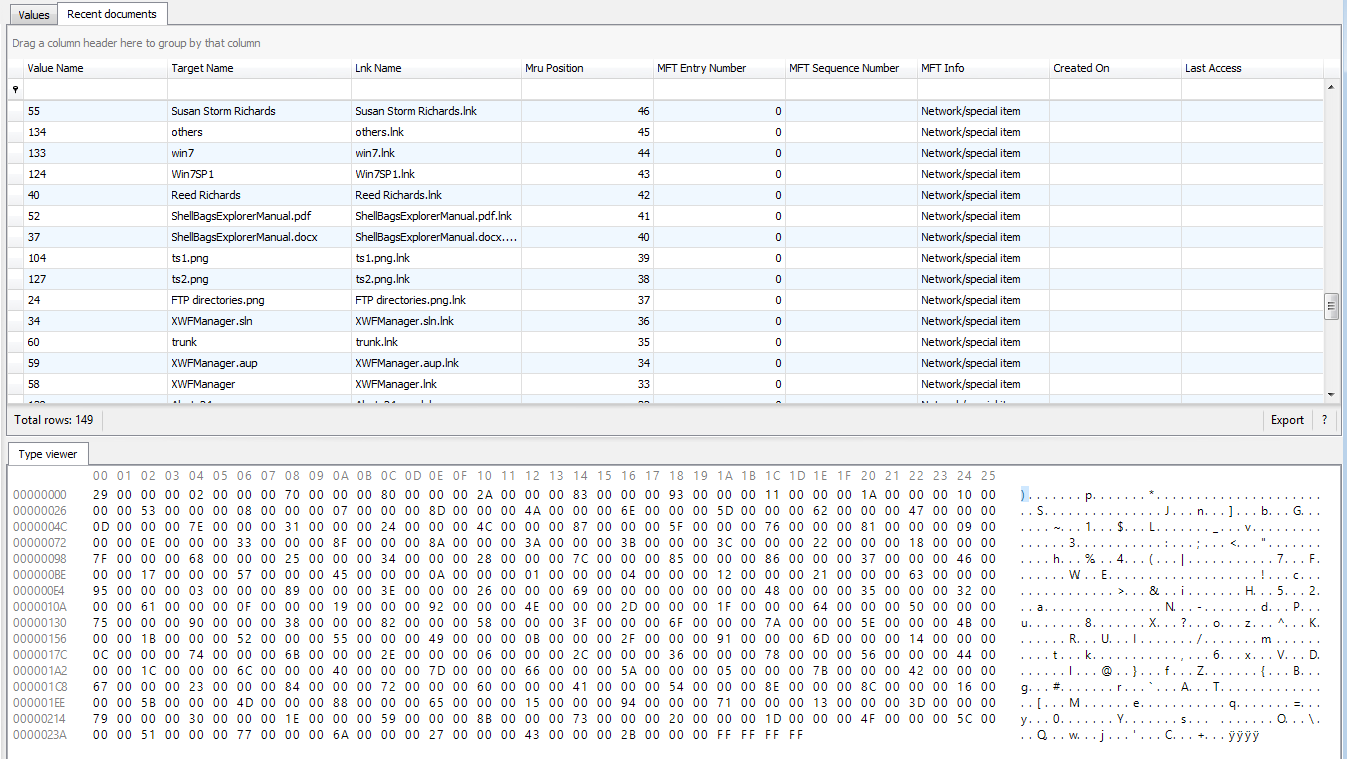 Values Recent documents
Drag a column header here to group by that column
Value Name Target Name Lnk Name Mru Position MFT Entry Number MFT Sequence Number MFT Info Created On Last Access
55 Susan Storm Richards Susan Storm Richards.lnk 46 0 Network/special item
134 others others.lnk 45 0 Network/special item
133 win7 win7.lnk 44 0 Network/special item
124 Win7SP1 Win7SP1.lnk 43 0 Network/special item
40 Reed Richards Reed Richards.lnk 42 0 Network/special item
52 ShellBagsExplorerManual.pdf ShellBagsExplorerManual.pdf.lnk 41 0 Network/special item
37 ShellBagsExplorerManual.docx ShellBagsExplorerManual.docx.... 40 0 Network/special item
104 ts1.png ts1.png.lnk 39 0 Network/special item
127 ts2.png ts2.png.lnk 38 0 Network/special item
24 FTP directories.png FTP directories.png.lnk 37 0 Network/special item
34 XWFManager.sln XWFManager.sln.lnk 36 0 Network/special item
60 trunk trunk.lnk 35 0 Network/special item
59 XWFManager.aup XWFManager.aup.lnk 34 0 Network/special item
58 XWFManager XWFManager.lnk 33 0 Network/special item
Total rows: 149 Export ?
Type viewer
00 01 02 03 04 05 06 07 08 09 0A 0B 0C 0D 0E 0F 10 11 12 13 14 15 16 17 18 19 1A 1B 1C 1D 1E 1F 20 21 22 23 24 25
00000000 29 00 00 00 02 00 00 00 70 00 00 00 80 00 00 00 2A 00 00 00 83 00 00 00 93 00 00 00 11 00 00 00 1A 00 00 00 10 00 ).......p.......*.....................
00000026 00 00 53 00 00 00 08 00 00 00 07 00 00 00 8D 00 00 00 4A 00 00 00 6E 00 00 00 5D 00 00 00 62 00 00 00 47 00 00 00 ..S...............J...n...]...b...G...
0000004C 0D 00 00 00 7E 00 00 00 31 00 00 00 24 00 00 00 4C 00 00 00 87 00 00 00 5F 00 00 00 76 00 00 00 81 00 00 00 09 00 ....~...1...$...L......._...v.........
00000072 00 00 0E 00 00 00 33 00 00 00 8F 00 00 00 8A 00 00 00 3A 00 00 00 3B 00 00 00 3C 00 00 00 22 00 00 00 18 00 00 00 ......3...........:...;...<...".......
00000098 7F 00 00 00 68 00 00 00 25 00 00 00 34 00 00 00 28 00 00 00 7C 00 00 00 85 00 00 00 86 00 00 00 37 00 00 00 46 00 ....h...%...4...(...|...........7...F.
000000BE 00 00 17 00 00 00 57 00 00 00 45 00 00 00 0A 00 00 00 01 00 00 00 04 00 00 00 12 00 00 00 21 00 00 00 63 00 00 00 ......W...E...................!...c...
000000E4 95 00 00 00 03 00 00 00 89 00 00 00 3E 00 00 00 26 00 00 00 69 00 00 00 48 00 00 00 35 00 00 00 32 00 ............>...&...i...H...5...2.
0000010A 00 00 61 00 00 00 0F 00 00 00 19 00 00 00 92 00 00 00 4E 00 00 00 2D 00 00 00 1F 00 00 00 64 00 00 00 50 00 00 00 ..a...............N...-.......d...P...
00000130 75 00 00 00 90 00 00 00 38 00 00 00 82 00 00 00 58 00 00 00 3F 00 00 00 6F 00 00 00 7A 00 00 00 5E 00 00 00 4B 00 u.......8.......X...?...o...z...^...K.
00000156 00 00 1B 00 00 00 52 00 00 00 55 00 00 00 49 00 00 00 0B 00 00 00 2F 00 00 00 91 00 00 00 6D 00 00 00 14 00 00 00 ......R...U...I......./.......m.......
0000017C 0C 00 00 00 74 00 00 00 6B 00 00 00 2E 00 00 00 06 00 00 00 2C 00 00 00 36 00 00 00 78 00 00 00 56 00 00 00 44 00 ....t...k...........,...6...x...V...D.
000001A2 00 00 1C 00 00 00 6C 00 00 00 40 00 00 00 7D 00 00 00 66 00 00 00 5A 00 00 00 05 00 00 00 7B 00 00 00 42 00 00 00 ......l...@...}...f...Z.......{...B...
000001C8 67 00 00 00 23 00 00 00 84 00 00 00 72 00 00 00 60 00 00 00 41 00 00 00 54 00 00 00 8E 00 00 00 8C 00 00 00 16 00 g...#.......r...`...A...T.............
000001EE 00 00 5B 00 00 00 4D 00 00 00 88 00 00 00 65 00 00 00 15 00 00 00 94 00 00 00 71 00 00 00 13 00 00 00 3D 00 00 00 ..[...M.......e...........q.......=...
00000214 79 00 00 00 30 00 00 00 1E 00 00 00 59 00 00 00 8B 00 00 00 73 00 00 00 20 00 00 00 1D 00 00 00 4F 00 00 00 5C 00 y...0.......Y.......s... .......O...\.
0000023A 00 00 51 00 00 00 77 00 00 00 6A 00 00 00 27 00 00 00 43 00 00 00 2B 00 00 00 FF FF FF FF ..Q...w...j...'...C...+...ÿÿÿÿ